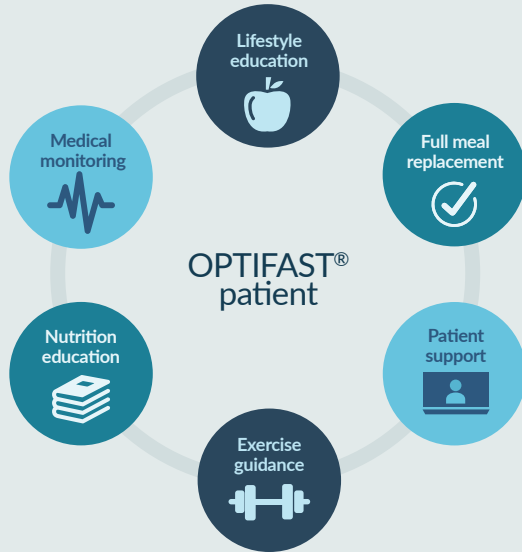 Lifestyle
education
Full meal
replacement
Patient
support
Exercise
guidance
Nutrition
education
Medical
monitoring
OPTIFAST®
patient